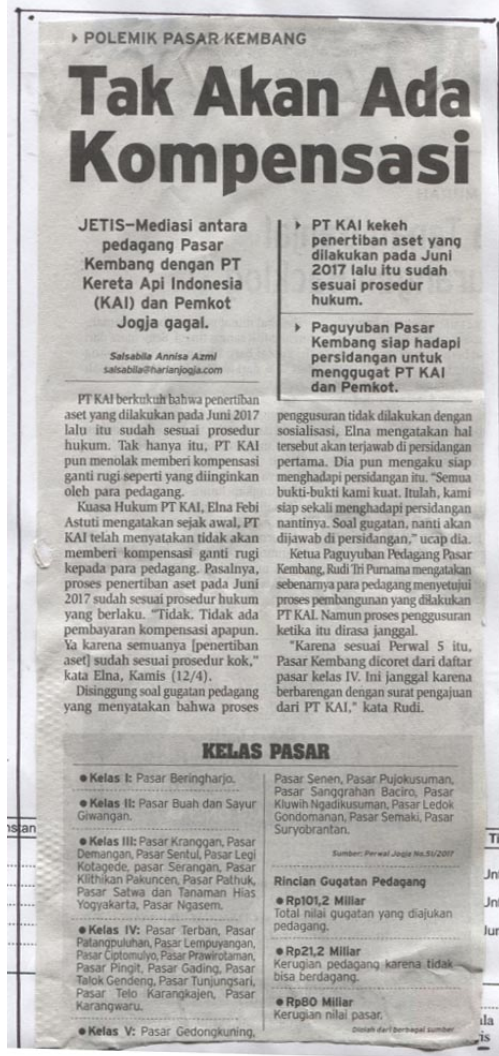 POLEMIK PASAR KEMBANG
Tak Akan Ada
Kompensasi
JETIS—Mediasi antara
pedagang Pasar
Kembang dengan PT
Kereta Api Indonesia
(KAI) dan Pemkot
Jogja gagal.
Salsabila Annisa Azmi
salsabila@harianjogja.com
PT KAI kekeh
penertiban aset yang
dilakukan pada Juni
2017 lalu itu sudah
sesuai prosedur
hukum.
Paguyuban Pasar
Kembang siap hadapi
persidangan untuk
menggugat PT KAI
dan Pemkot.
PT KAI berkukuh bahwa penertiban
aset yang dilakukan pada Juni 2017
lalu itu sudah sesuai prosedur
hukum. Tak hanya itu, PT KAI
pun menolak memberi kompensasi
ganti rugi seperti yang diinginkan
oleh para pedagang.
Kuasa Hukum PT KAI, Elna Febi
Astuti mengatakan sejak awal, PT
KAI telah menyatakan tidak akan
memberi kompensasi ganti rugi
kepada para pedagang. Pasalnya,
proses penertiban aset pada Juni
2017 sudah sesuai prosedur hukum
yang berlaku. "Tidak. Tidak ada
pembayaran kompensasi apapun.
Ya karena semuanya [penertiban
aset] sudah sesuai prosedur kok,"
kata Elna, Kamis (12/4).
Disinggung soal gugatan pedagang
yang menyatakan bahwa proses
penggusuran tidak dilakukan dengan
sosialisasi, Elna mengatakan hal
tersebut akan terjawab di persidangan
pertama. Dia pun mengaku siap
menghadapi persidangan itu. "Semua
bukti-bukti kami kuat. Itulah, kami
siap sekali menghadapi persidangan
nantinya. Soal gugatan, nanti akan
dijawab di persidangan," ucap dia.
Ketua Paguyuban Pedagang Pasar
Kembang, Rudi Tri Purnama mengatakan
sebenarnya para pedagang menyetujui
proses pembangunan yang dilakukan
PT KAI. Namun proses penggusuran
ketika itu dirasa janggal.
"Karena sesuai Perwal 5 itu,
Pasar Kembang dicoret dari daftar
pasar kelas IV. Ini janggal karena
berbarengan dengan surat pengajuan
dari PT KAI," kata Rudi.
KELAS PASAR
● Kelas I: Pasar Beringharjo.
● Kelas II: Pasar Buah dan Sayur
Giwangan.
● Kelas III: Pasar Kranggan, Pasar
Demangan, Pasar Sentul, Pasar Legi
Kotagede, pasar Serangan, Pasar
Klithikan Pakuncen, Pasar Pathuk,
Pasar Satwa dan Tanaman Hias
Yogyakarta, Pasar Ngasem.
● Kelas IV: Pasar Terban, Pasar
Patangpuluhan, Pasar Lempuyangan,
Pasar Ciptomulyo, Pasar Prawirotaman,
Pasar Pingit, Pasar Gading, Pasar
Talok Gendeng, Pasar Tunjungsari,
Pasar Telo Karangkajen, Pasar
Karangwaru.
● Kelas V: Pasar Gedongkuning,
Pasar Senen, Pasar Pujokusuman,
Pasar Sanggrahan Baciro, Pasar
Kluwih Ngadikusuman, Pasar Ledok
Gondomanan, Pasar Semaki, Pasar
Suryobrantan.
Sumber: Perwal Jogja No.51/2017
Rincian Gugatan Pedagang
● Rp101,2 Miliar
Total nilai gugatan yang diajukan
pedagang.
● Rp21,2 Miliar
Kerugian pedagang karena tidak
bisa berdagang.
● Rp80 Miliar
Kerugian nilai pasar.
Diolah dari berbagai sumber